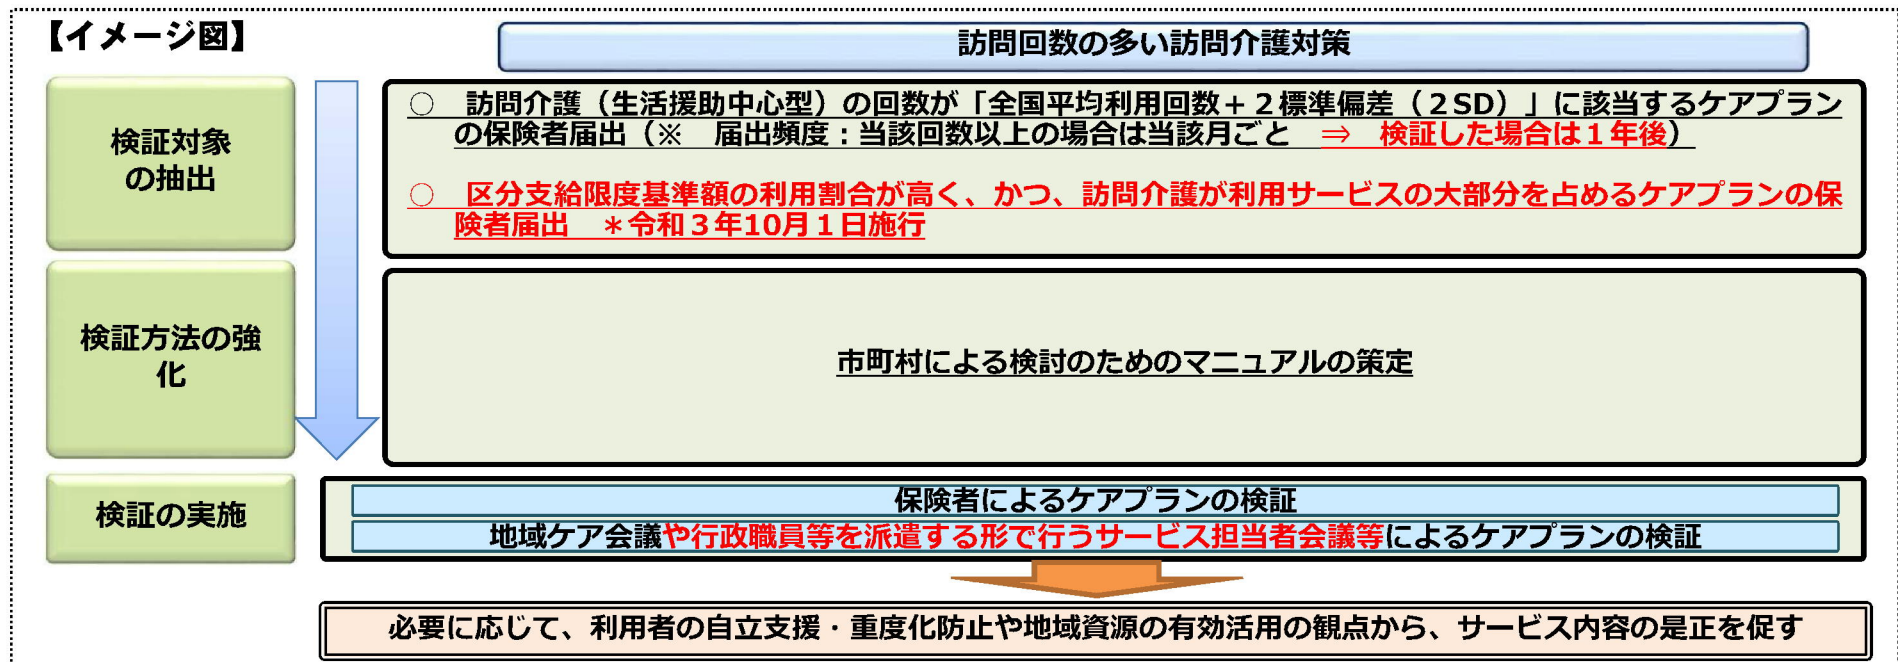 【イメージ図】
訪問回数の多い訪問介護対策
検証対象
の抽出
○　訪問介護（生活援助中心型）の回数が「全国平均利用回数＋２標準偏差（２SD）」に該当するケアプラン
の保険者届出（※　届出頻度：当該回数以上の場合は当該月ごと　⇒　検証した場合は１年後）
○　区分支給限度基準額の利用割合が高く、かつ、訪問介護が利用サービスの大部分を占めるケアプランの保
険者届出　＊令和３年10月１日施行
検証方法の強
化
市町村による検討のためのマニュアルの策定
検証の実施
保険者によるケアプランの検証
地域ケア会議や行政職員等を派遣する形で行うサービス担当者会議等によるケアプランの検証
必要に応じて、利用者の自立支援・重度化防止や地域資源の有効活用の観点から、サービス内容の是正を促す